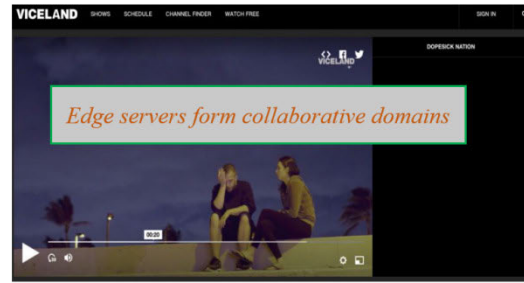 VICELAND SHOWS SCHEDULE CHANNEL FINDER WATCH FREE SIGN IN
DOPESICK NATION
VICELAND
Edge servers form collaborative domains
00:20